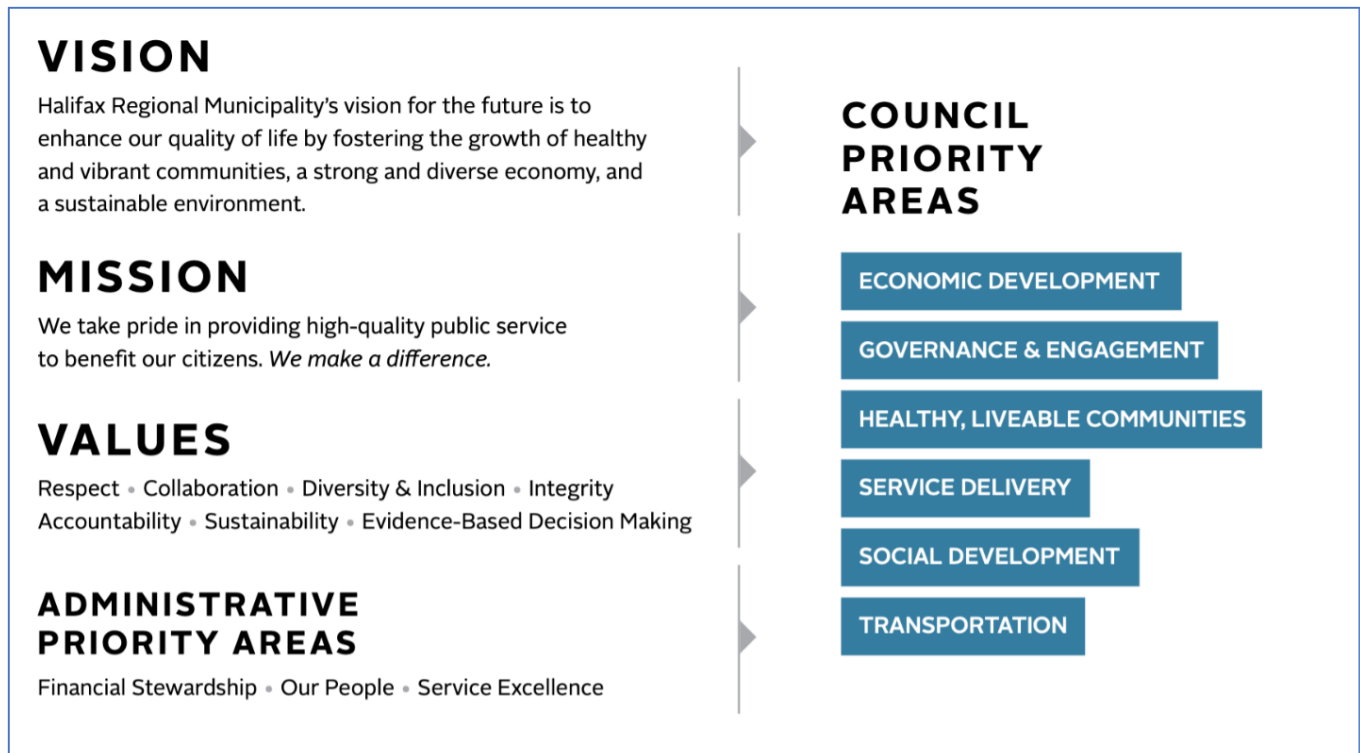 VISION
Halifax Regional Municipality’s vision for the future is to
enhance our quality of life by fostering the growth of healthy
and vibrant communities, a strong and diverse economy, and
a sustainable environment.
MISSION
We take pride in providing high-quality public service
to benefit our citizens. We make a difference.
VALUES
Respect • Collaboration • Diversity & Inclusion • Integrity
Accountability • Sustainability • Evidence-Based Decision Making
ADMINISTRATIVE
PRIORITY AREAS
Financial Stewardship • Our People • Service Excellence
COUNCIL
PRIORITY
AREAS
ECONOMIC DEVELOPMENT
GOVERNANCE & ENGAGEMENT
HEALTHY, LIVEABLE COMMUNITIES
SERVICE DELIVERY
SOCIAL DEVELOPMENT
TRANSPORTATION